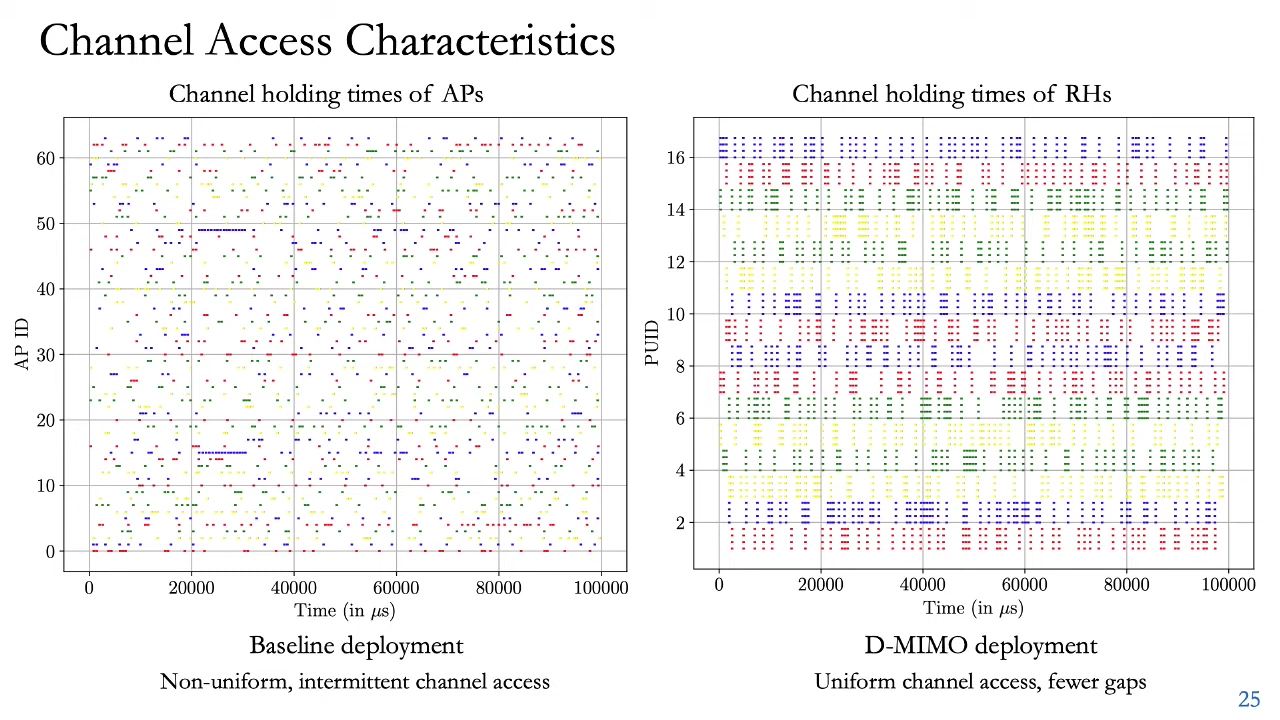 Channel Access Characteristics
Channel holding times of APs
60
50
40
30
20
10
0
AP ID
0 20000 40000 60000 80000 100000
Time (in μs)
Baseline deployment
Non-uniform, intermittent channel access
Channel holding times of RHs
16
14
12
10
8
6
4
2
PUID
0 20000 40000 60000 80000 100000
Time (in μs)
D-MIMO deployment
Uniform channel access, fewer gaps
25